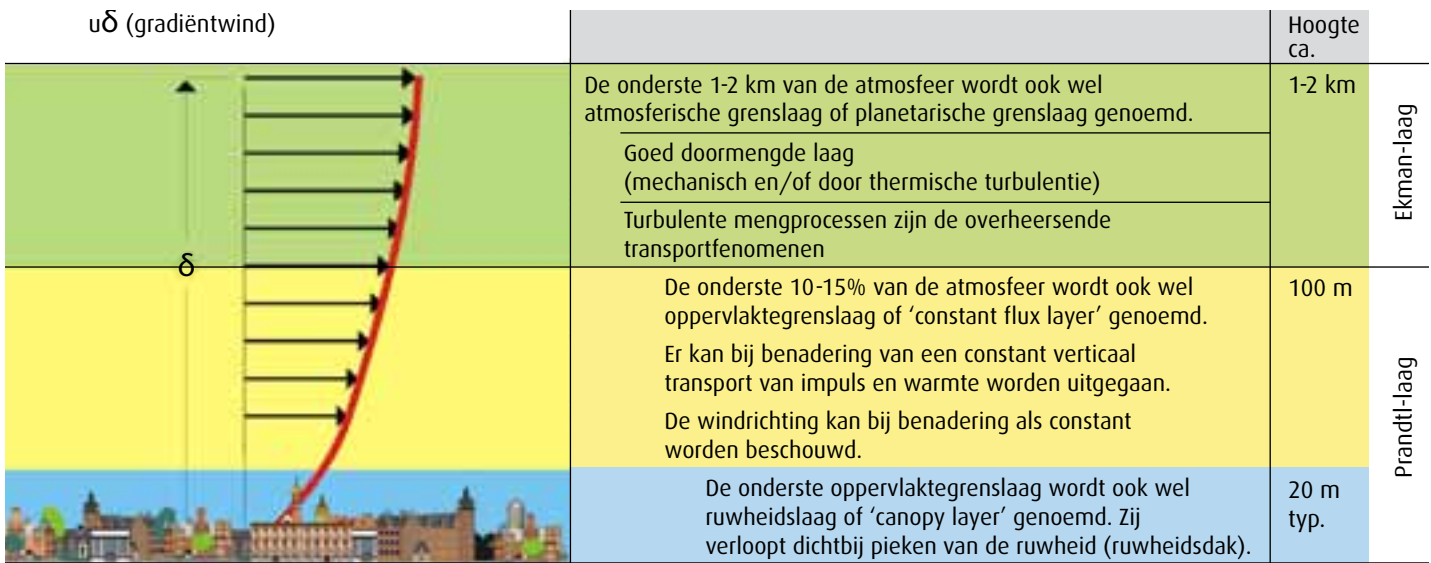 uδ (gradiëntwind)
Hoogte
ca.
De onderste 1-2 km van de atmosfeer wordt ook wel
atmosferische grenslaag of planetarische grenslaag genoemd.
1-2 km
Goed doormengde laag
(mechanisch en/of door thermische turbulentie)
Turbulente mengprocessen zijn de overheersende
transportfenomenen
Ekman-laag
δ
De onderste 10-15% van de atmosfeer wordt ook wel
oppervlaktegrenslaag of ‘constant flux layer’ genoemd.
100 m
Er kan bij benadering van een constant verticaal
transport van impuls en warmte worden uitgegaan.
De windrichting kan bij benadering als constant
worden beschouwd.
Prandtl-laag
De onderste oppervlaktegrenslaag wordt ook wel
ruwheidslaag of ‘canopy layer’ genoemd. Zij
verloopt dichtbij pieken van de ruwheid (ruwheidsdak).
20 m
typ.